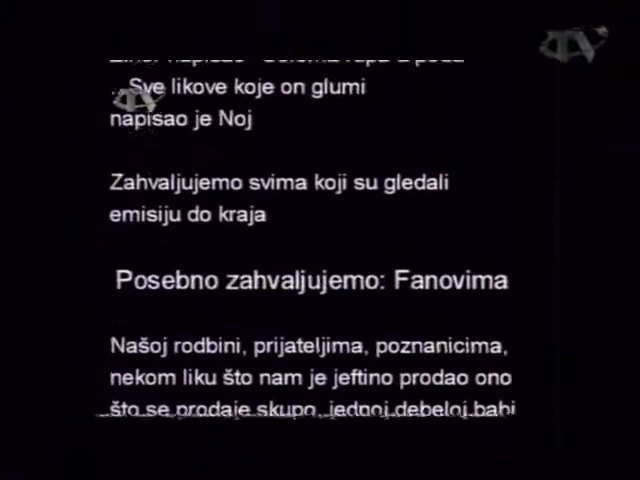 Sve likove koje on glumi
napisao je Noj
Zahvaljujemo svima koji su gledali
emisiju do kraja
Posebno zahvaljujemo: Fanovima
Našoj rodbini, prijateljima, poznanicima,
nekom liku što nam je jeftino prodao ono
što se prodaje skupo, jednoj debeloj babi